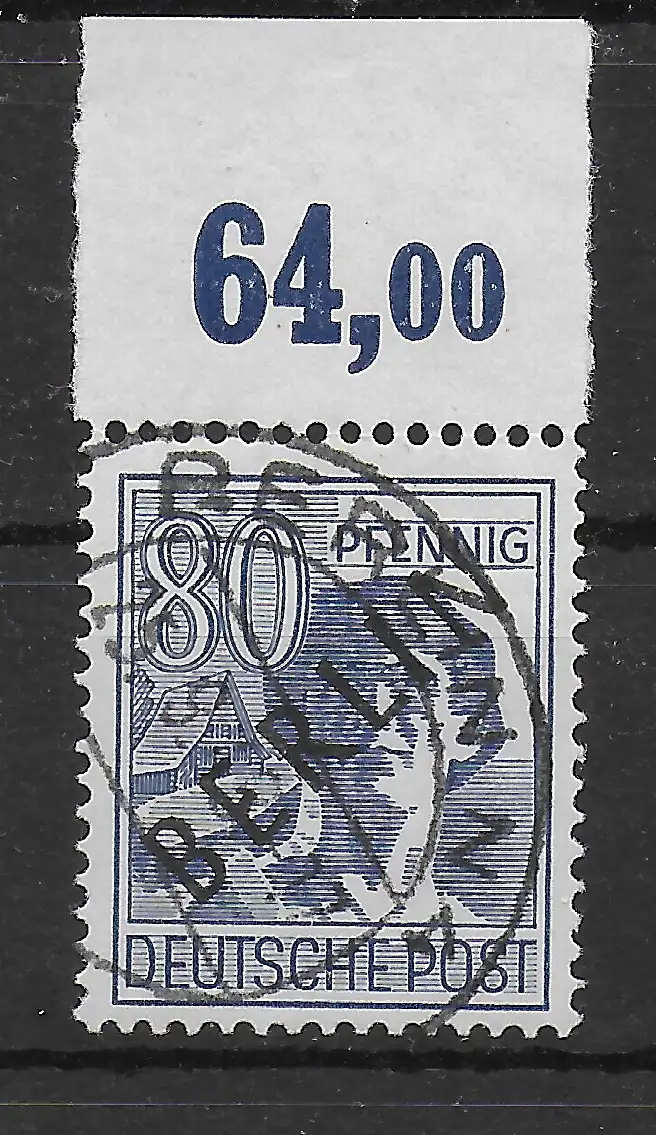 64,00
80 PFENNIG
BERLIN
DEUTSCHE POST